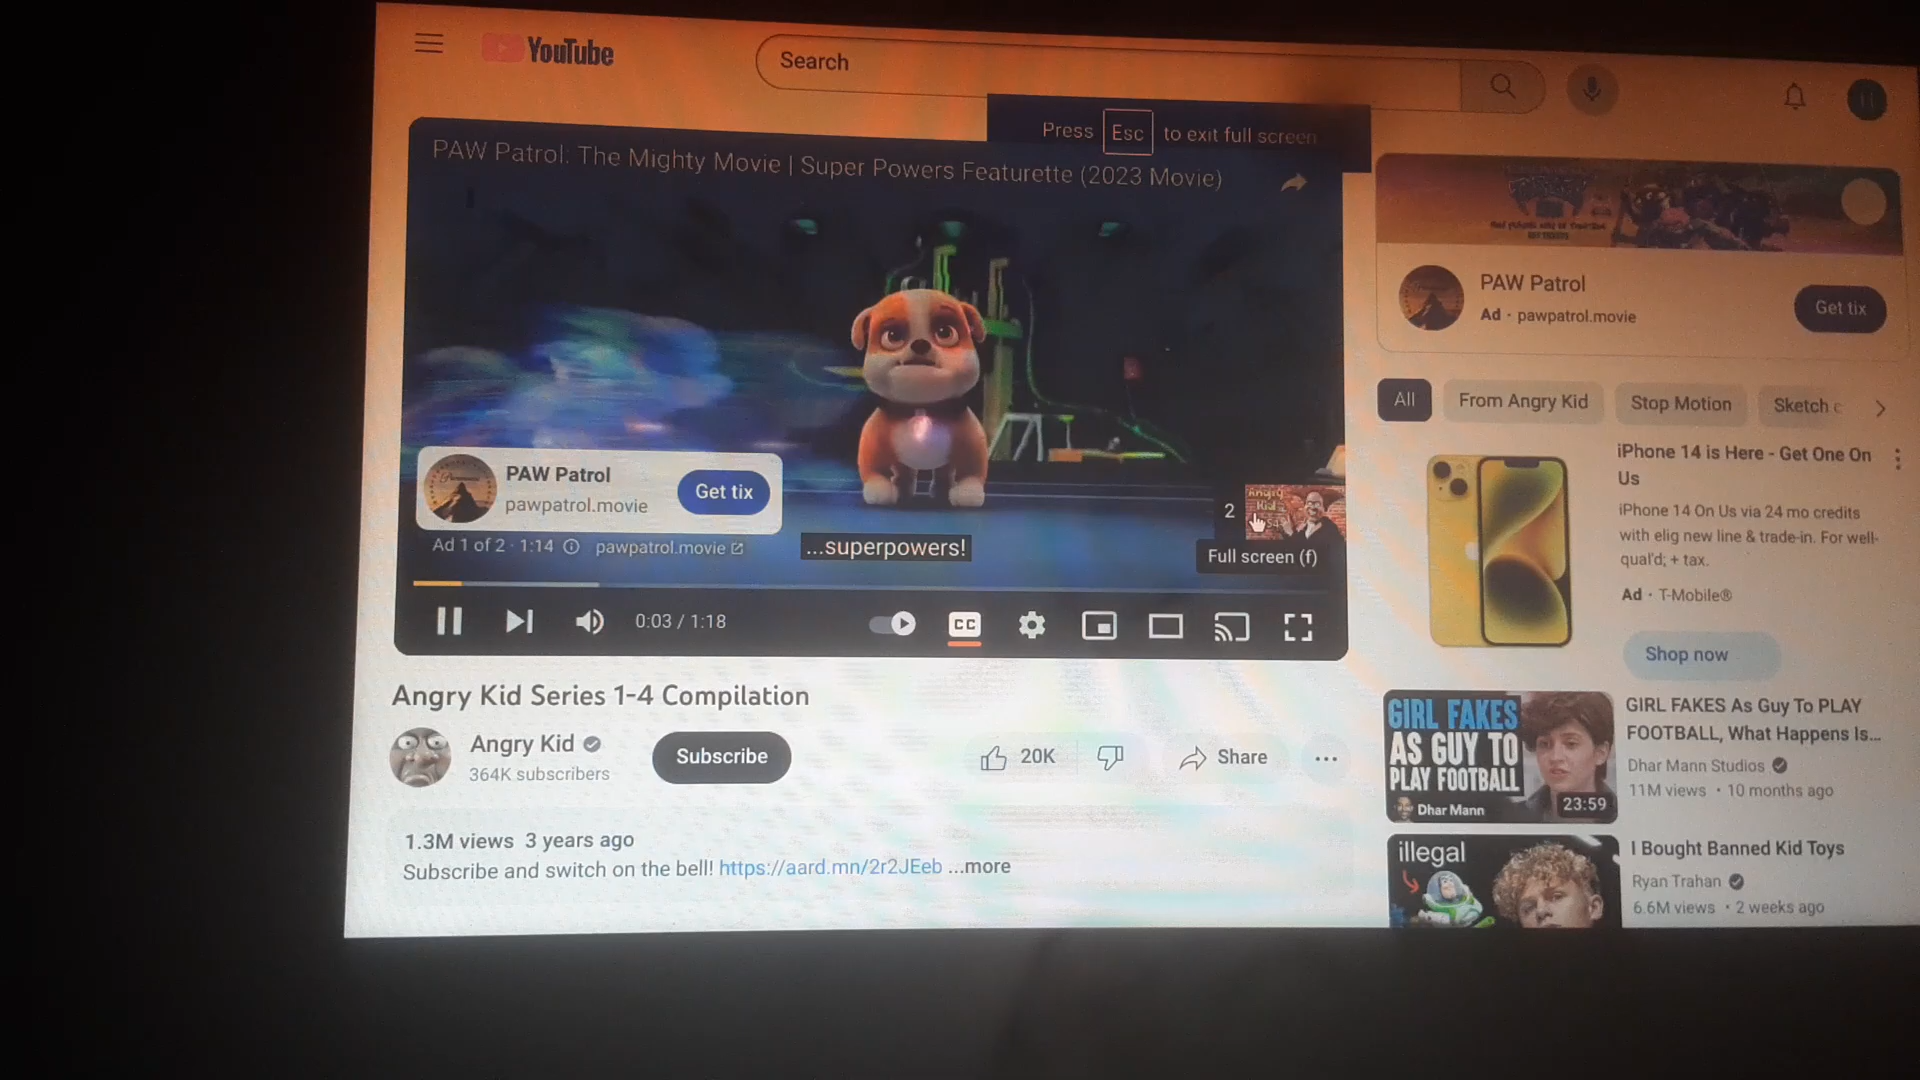 YouTube
Search
Press Esc to exit full screen
PAW Patrol: The Mighty Movie | Super Powers Featurette (2023 Movie)
PAW Patrol
pawpatrol.movie
Get tix
Ad 1 of 2 · 1:14
pawpatrol.movie
...superpowers!
2
Angry
Kid
Full screen (f)
0:03 / 1:18
CC
Angry Kid Series 1-4 Compilation
Angry Kid
364K subscribers
Subscribe
20K
Share
1.3M views 3 years ago
Subscribe and switch on the bell! https://aard.mn/2r2JEeb ...more
PAW Patrol
Ad · pawpatrol.movie
Get tix
All
From Angry Kid
Stop Motion
Sketch c
iPhone 14 is Here - Get One On
Us
iPhone 14 On Us via 24 mo credits
with elig new line & trade-in. For well-
qual'd; + tax.
Ad · T-Mobile®
Shop now
GIRL FAKES
AS GUY TO
PLAY FOOTBALL
Dhar Mann
23:59
GIRL FAKES As Guy To PLAY
FOOTBALL, What Happens Is...
Dhar Mann Studios
11M views • 10 months ago
illegal
I Bought Banned Kid Toys
Ryan Trahan
6.6M views • 2 weeks ago